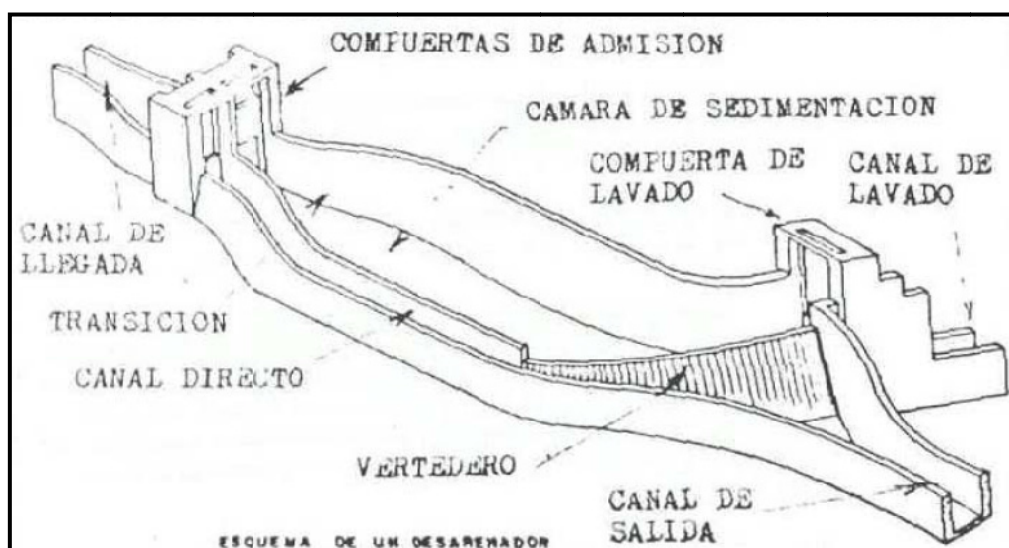 COMPUERTAS DE ADMISION
CAMARA DE SEDIMENTACION
COMPUERTA DE
LAVADO
CANAL DE
LAVADO
CANAL DE
LLEGADA
TRANSICION
CANAL DIRECTO
VERTEDERO
CANAL DE
SALIDA
ESQUEMA DE UN DESARENADOR